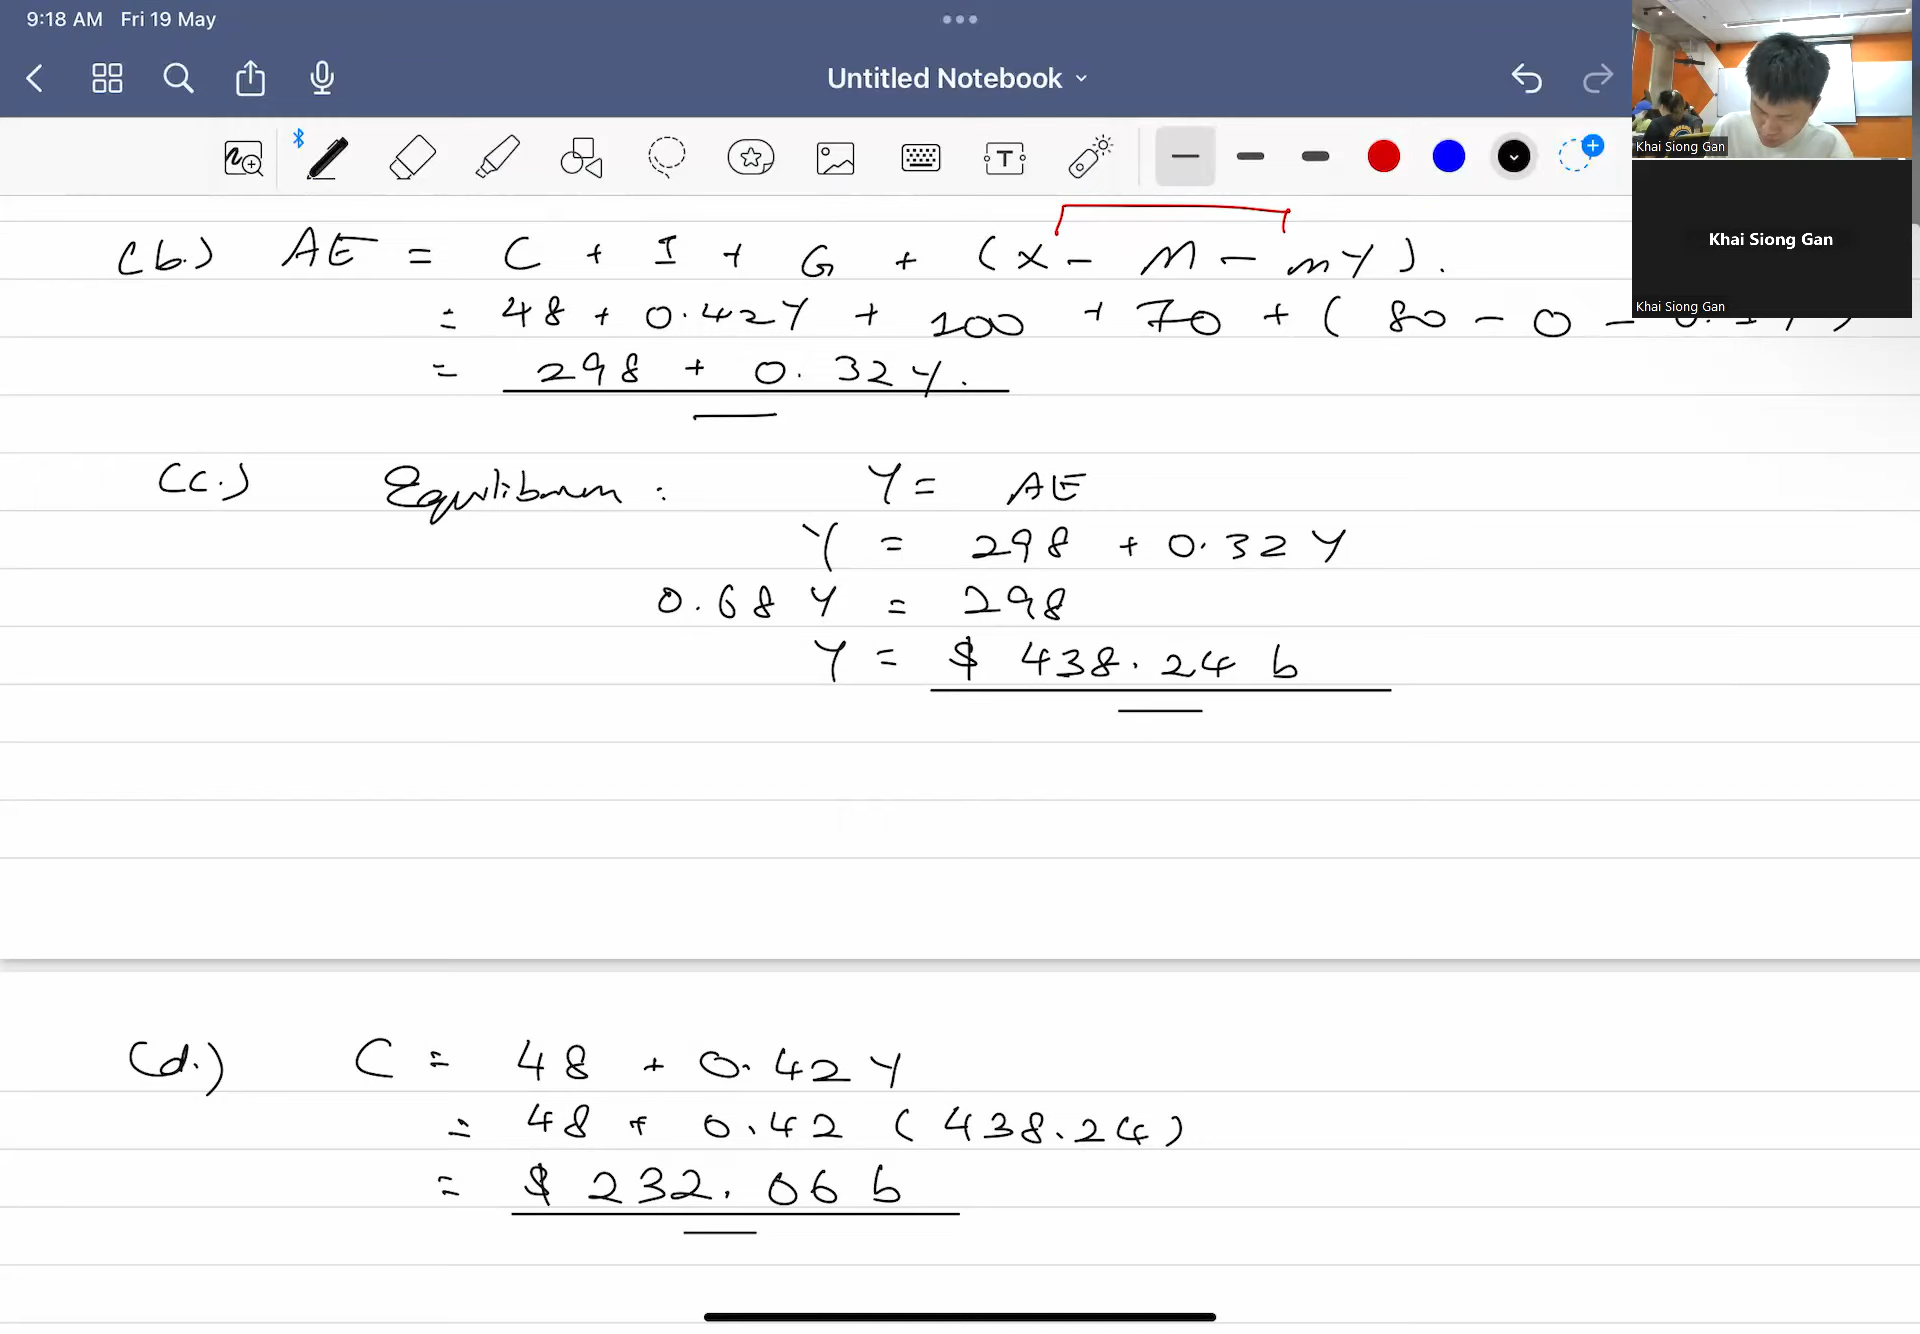 9:18 AM Fri 19 May
Untitled Notebook
Khai Siong Gan
Khai Siong Gan
Khai Siong Gan
(b.) AE = C + I + G + (X - M - mY).
= 48 + 0.42Y + 100 + 70 + ( 80 - 0 -
= 298 + 0.32Y.
(c.) Equilibrium : Y = AE
Y = 298 + 0.32Y
0.68Y = 298
Y = $ 438.24 b
(d.) C = 48 + 0.42Y
= 48 + 0.42 (438.24)
= $ 232.06 b